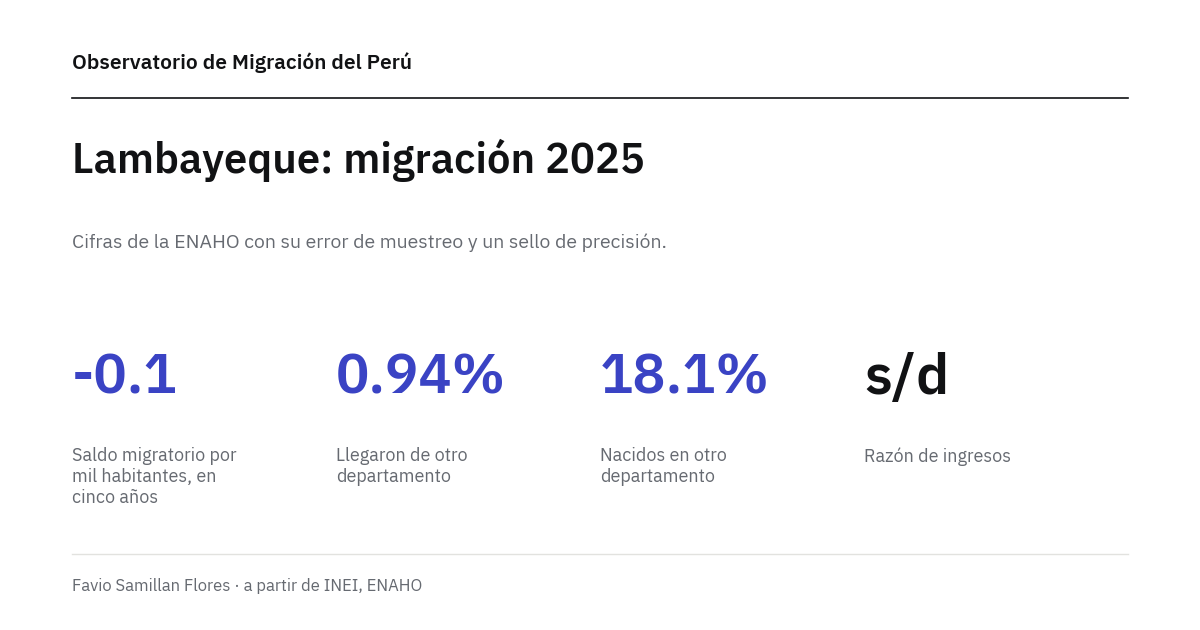 Observatorio de Migración del Perú
Lambayeque: migración 2025
Cifras de la ENAHO con su error de muestreo y un sello de precisión.
-0.1
Saldo migratorio por
mil habitantes, en
cinco años
0.94%
Llegaron de otro
departamento
18.1%
Nacidos en otro
departamento
s/d
Razón de ingresos
Favio Samillan Flores · a partir de INEI, ENAHO